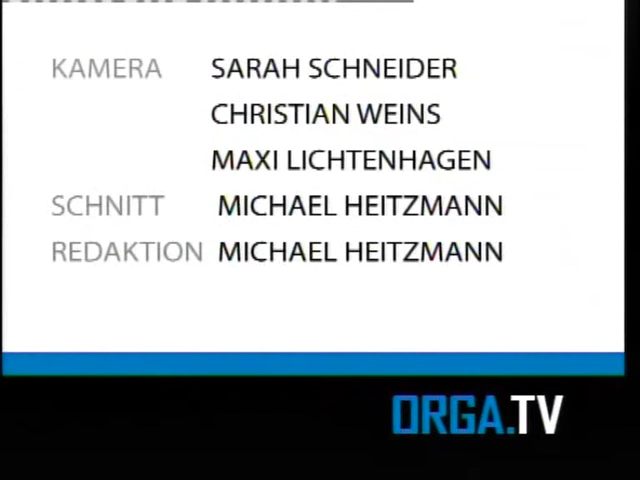 KAMERA SARAH SCHNEIDER
CHRISTIAN WEINS
MAXI LICHTENHAGEN
SCHNITT MICHAEL HEITZMANN
REDAKTION MICHAEL HEITZMANN
ORGA.TV